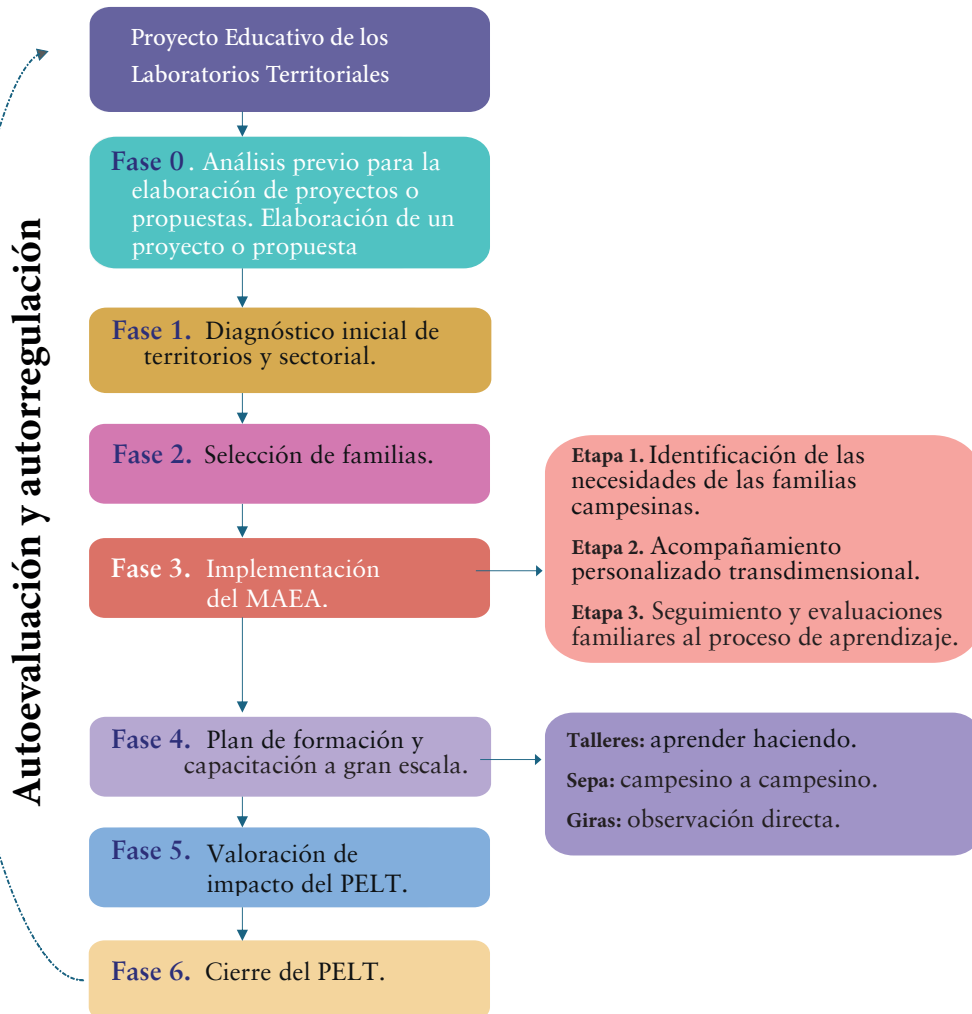 Proyecto Educativo de los
Laboratorios Territoriales
Fase 0. Análisis previo para la
elaboración de proyectos o
propuestas. Elaboración de un
proyecto o propuesta
Fase 1. Diagnóstico inicial de
territorios y sectorial.
Fase 2. Selección de familias.
Fase 3. Implementación
del MAEA.
Etapa 1. Identificación de las
necesidades de las familias
campesinas.
Etapa 2. Acompañamiento
personalizado transdimensional.
Etapa 3. Seguimiento y evaluaciones
familiares al proceso de aprendizaje.
Fase 4. Plan de formación y
capacitación a gran escala.
Talleres: aprender haciendo.
Sepa: campesino a campesino.
Giras: observación directa.
Fase 5. Valoración de
impacto del PELT.
Fase 6. Cierre del PELT.
Autoevaluación y autorregulación